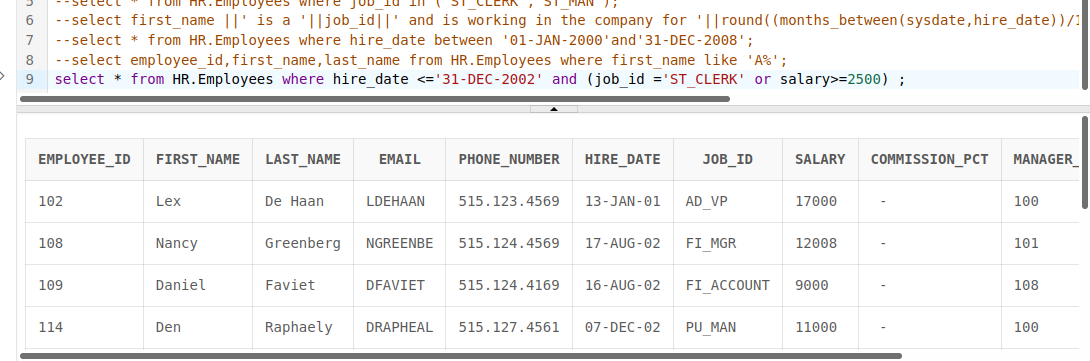 5 --select * from HR.Employees where job_id in ('ST_CLERK','ST_MAN');
6 --select first_name ||' is a '||job_id||' and is working in the company for '||round((months_between(sysdate,hire_date))/1
7 --select * from HR.Employees where hire_date between '01-JAN-2000'and'31-DEC-2008';
8 --select employee_id,first_name,last_name from HR.Employees where first_name like 'A%';
9 select * from HR.Employees where hire_date <='31-DEC-2002' and (job_id ='ST_CLERK' or salary>=2500) ;
EMPLOYEE_ID FIRST_NAME LAST_NAME EMAIL PHONE_NUMBER HIRE_DATE JOB_ID SALARY COMMISSION_PCT MANAGER_
102 Lex De Haan LDEHAAN 515.123.4569 13-JAN-01 AD_VP 17000 - 100
108 Nancy Greenberg NGREENBE 515.124.4569 17-AUG-02 FI_MGR 12008 - 101
109 Daniel Faviet DFAVIET 515.124.4169 16-AUG-02 FI_ACCOUNT 9000 - 108
114 Den Raphaely DRAPHEAL 515.127.4561 07-DEC-02 PU_MAN 11000 - 100